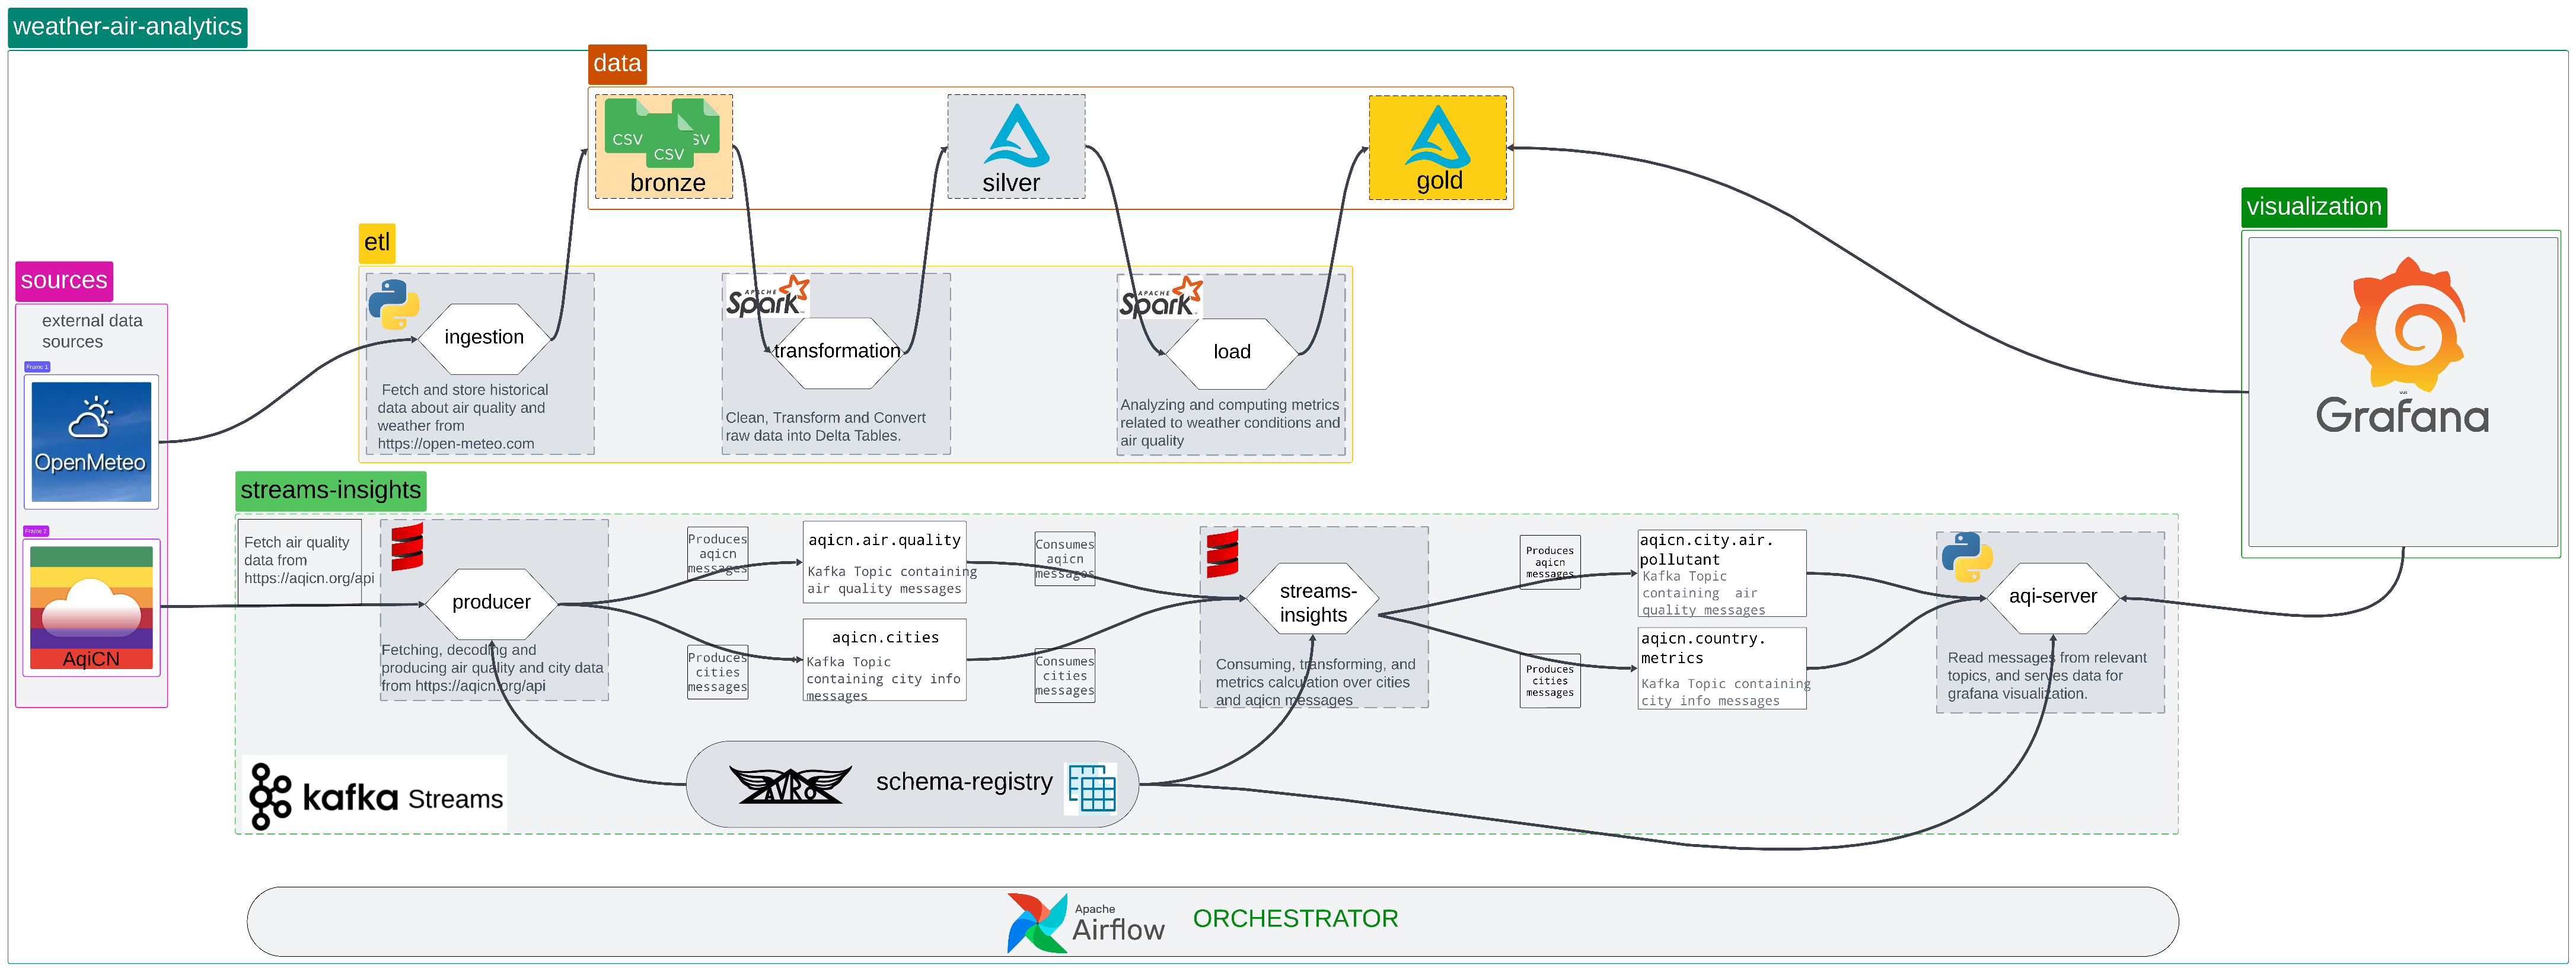 weather-air-analytics
data
CSV
SV
CSV
bronze
silver
gold
visualization
Grafana
etl
APACHE
Spark
APACHE
Spark
ingestion
transformation
load
Fetch and store historical
data about air quality and
weather from
https://open-meteo.com
Clean, Transform and Convert
raw data into Delta Tables.
Analyzing and computing metrics
related to weather conditions and
air quality
sources
external data
sources
Frame 1
OpenMeteo
Frame 2
AqiCN
streams-insights
Fetch air quality
data from
https://aqicn.org/api
producer
Fetching, decoding and
producing air quality and city data
from https://aqicn.org/api
Produces
aqicn
messages
Produces
cities
messages
aqicn.air.quality
Kafka Topic containing
air quality messages
aqicn.cities
Kafka Topic
containing city info
messages
Consumes
aqicn
messages
Consumes
cities
messages
streams-
insights
Consuming, transforming, and
metrics calculation over cities
and aqicn messages
Produces
aqicn
messages
Produces
cities
messages
aqicn.city.air.
pollutant
Kafka Topic
containing air
quality messages
aqicn.country.
metrics
Kafka Topic containing
city info messages
aqi-server
Read messages from relevant
topics, and serves data for
grafana visualization.
kafka Streams
AVRO
schema-registry
Apache
Airflow
ORCHESTRATOR